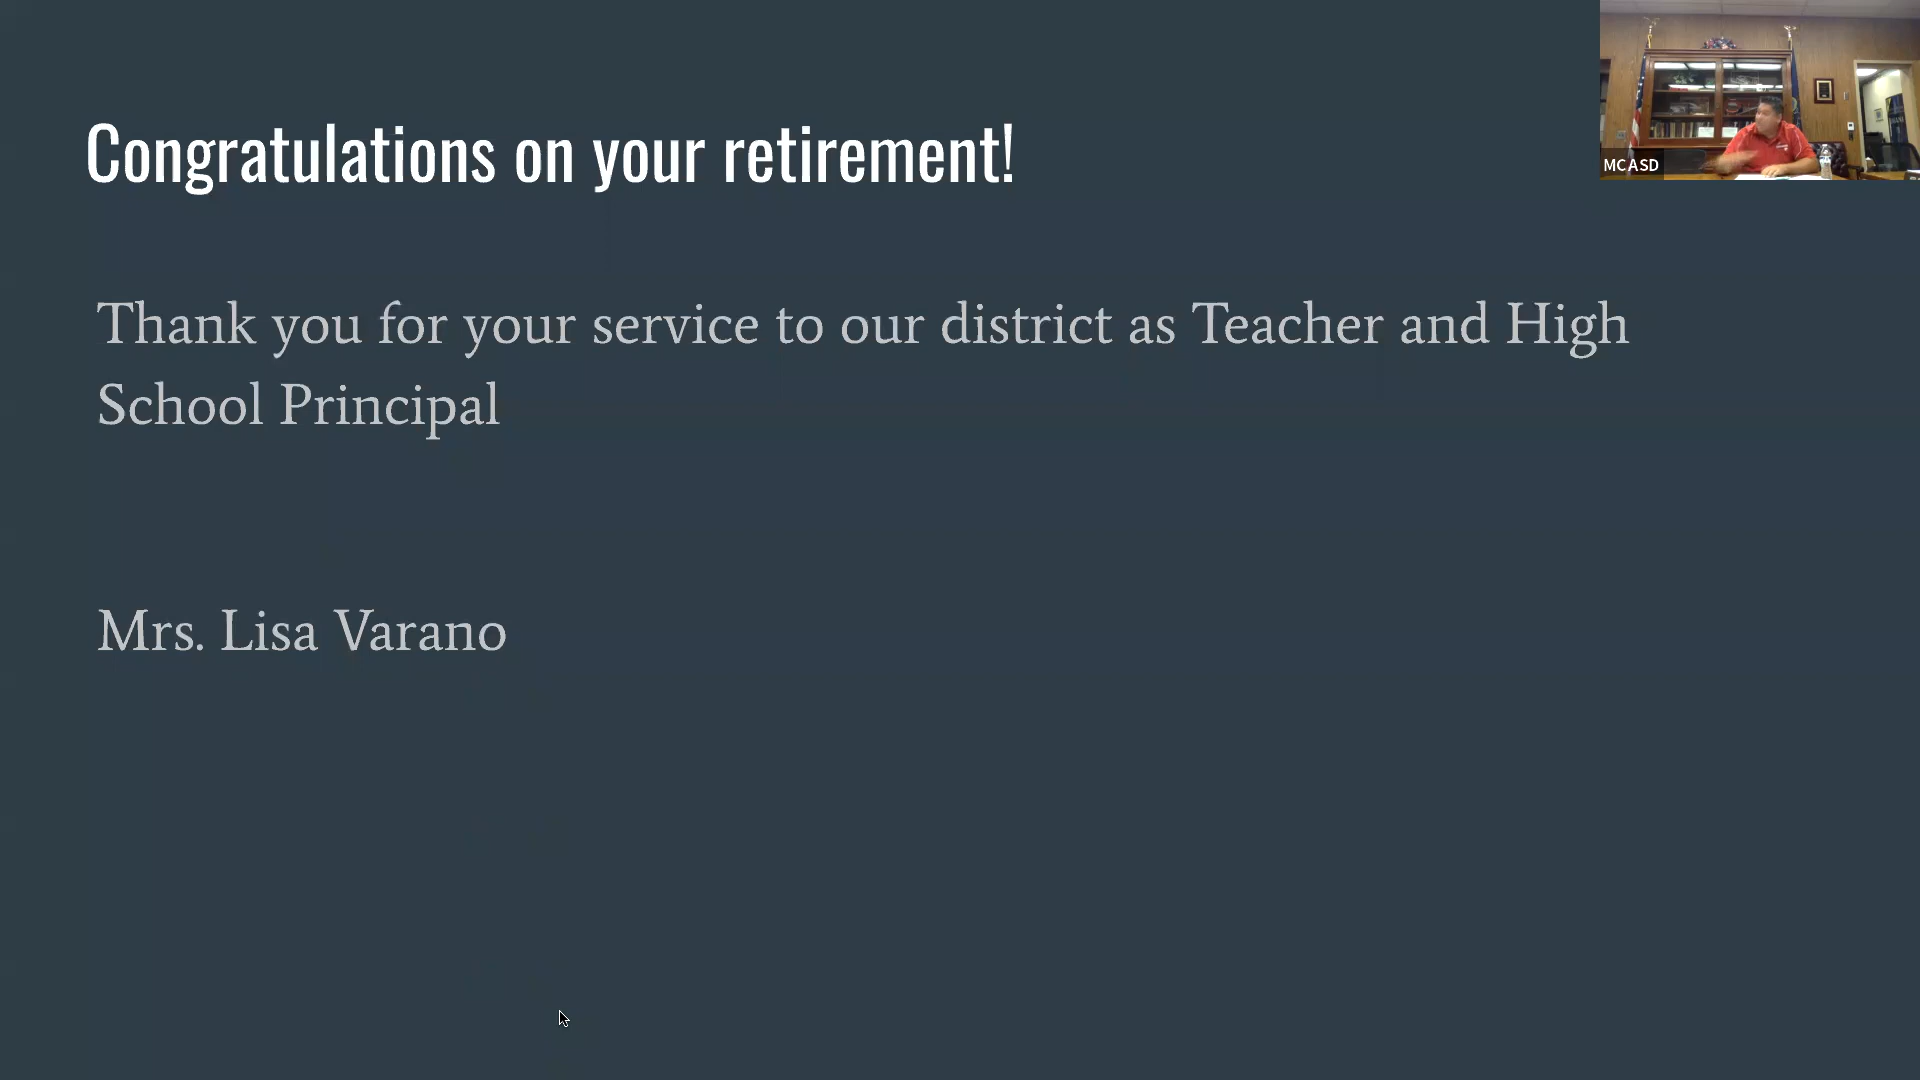 Congratulations on your retirement!
MCASD
Thank you for your service to our district as Teacher and High
School Principal
Mrs. Lisa Varano